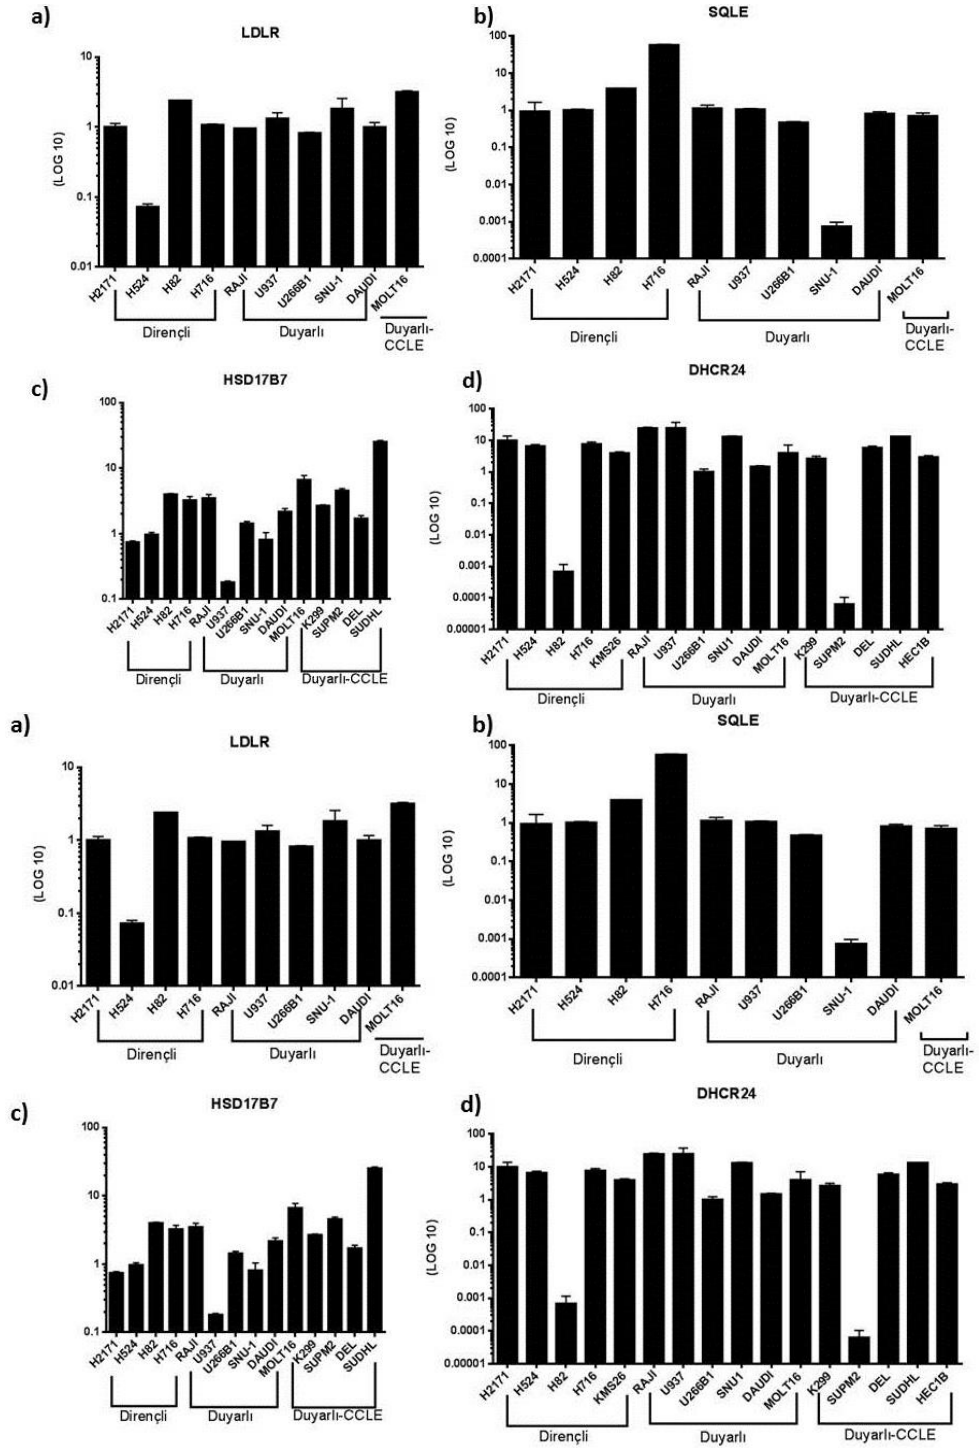 a)
LDLR
(LOG 10)
10
1
0.1
0.01
H2171
H524
H82
H716
RAJI
U937
U266B1
SNU-1
DAUDI
MOLT16
Dirençli
Duyarlı
Duyarlı-
CCLE
b)
SQLE
(LOG 10)
100
10
1
0.1
0.01
0.001
0.0001
H2171
H524
H82
H716
RAJI
U937
U266B1
SNU-1
DAUDI
MOLT16
Dirençli
Duyarlı
Duyarlı-
CCLE
c)
HSD17B7
100
10
1
0.1
H2171
H524
H82
H716
RAJI
U937
U266B1
SNU-1
DAUDI
MOLT16
K299
SUPM2
DEL
SUDHL
Dirençli
Duyarlı
Duyarlı-CCLE
d)
DHCR24
(LOG 10)
100
10
1
0.1
0.01
0.001
0.0001
0.00001
H2171
H524
H82
H716
KMS26
RAJI
U937
U266B1
SNU1
DAUDI
MOLT16
K299
SUPM2
DEL
SUDHL
HEC1B
Dirençli
Duyarlı
Duyarlı-CCLE
a)
LDLR
(LOG 10)
10
1
0.1
0.01
H2171
H524
H82
H716
RAJI
U937
U266B1
SNU-1
DAUDI
MOLT16
Dirençli
Duyarlı
Duyarlı-
CCLE
b)
SQLE
(LOG 10)
100
10
1
0.1
0.01
0.001
0.0001
H2171
H524
H82
H716
RAJI
U937
U266B1
SNU-1
DAUDI
MOLT16
Dirençli
Duyarlı
Duyarlı-
CCLE
c)
HSD17B7
100
10
1
0.1
H2171
H524
H82
H716
RAJI
U937
U266B1
SNU-1
DAUDI
MOLT16
K299
SUPM2
DEL
SUDHL
Dirençli
Duyarlı
Duyarlı-CCLE
d)
DHCR24
(LOG 10)
100
10
1
0.1
0.01
0.001
0.0001
0.00001
H2171
H524
H82
H716
KMS26
RAJI
U937
U266B1
SNU1
DAUDI
MOLT16
K299
SUPM2
DEL
SUDHL
HEC1B
Dirençli
Duyarlı
Duyarlı-CCLE